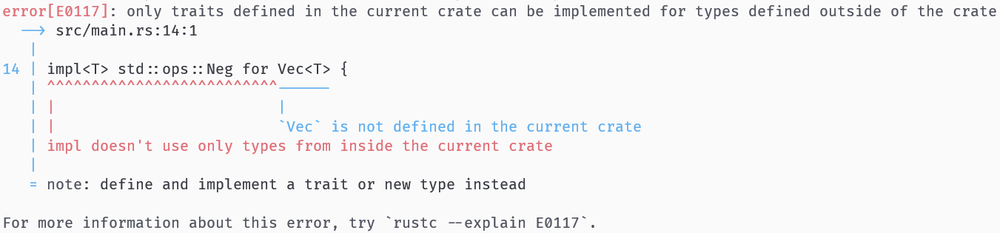 error[E0117]: only traits defined in the current crate can be implemented for types defined outside of the crate
  --> src/main.rs:14:1
   |
14 | impl<T> std::ops::Neg for Vec<T> {
   | ^^^^^^^^^^^^^^^^^^^^^^^^^^------
   | |                         |
   | |                         `Vec` is not defined in the current crate
   | impl doesn't use only types from inside the current crate
   |
   = note: define and implement a trait or new type instead

For more information about this error, try `rustc --explain E0117`.